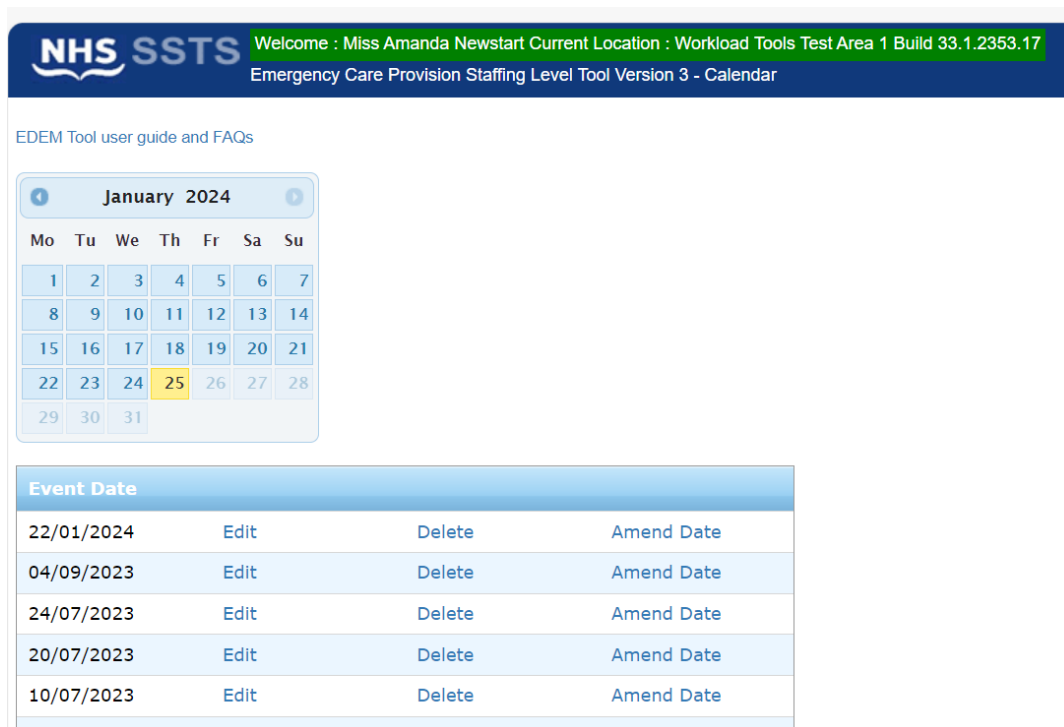 NHS SSTS
Welcome : Miss Amanda Newstart Current Location : Workload Tools Test Area 1 Build 33.1.2353.17
Emergency Care Provision Staffing Level Tool Version 3 - Calendar
EDEM Tool user guide and FAQs
January 2024
Mo Tu We Th Fr Sa Su
1 2 3 4 5 6 7
8 9 10 11 12 13 14
15 16 17 18 19 20 21
22 23 24 25 26 27 28
29 30 31
Event Date
22/01/2024 Edit Delete Amend Date
04/09/2023 Edit Delete Amend Date
24/07/2023 Edit Delete Amend Date
20/07/2023 Edit Delete Amend Date
10/07/2023 Edit Delete Amend Date